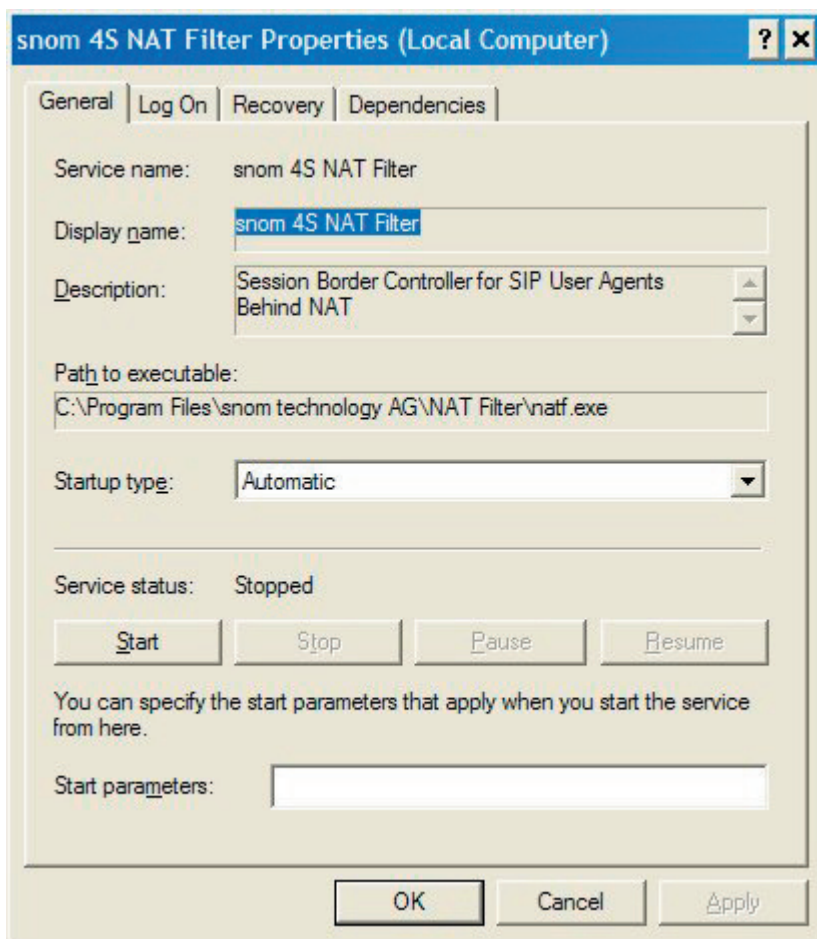 snom 4S NAT Filter Properties (Local Computer)
General Log On Recovery Dependencies
Service name: snom 4S NAT Filter
Display name: snom 4S NAT Filter
Description: Session Border Controller for SIP User Agents
Behind NAT
Path to executable:
C:\Program Files\snom technology AG\NAT Filter\natf.exe
Startup type: Automatic
Service status: Stopped
Start Stop Pause Resume
You can specify the start parameters that apply when you start the service
from here.
Start parameters:
OK Cancel Apply